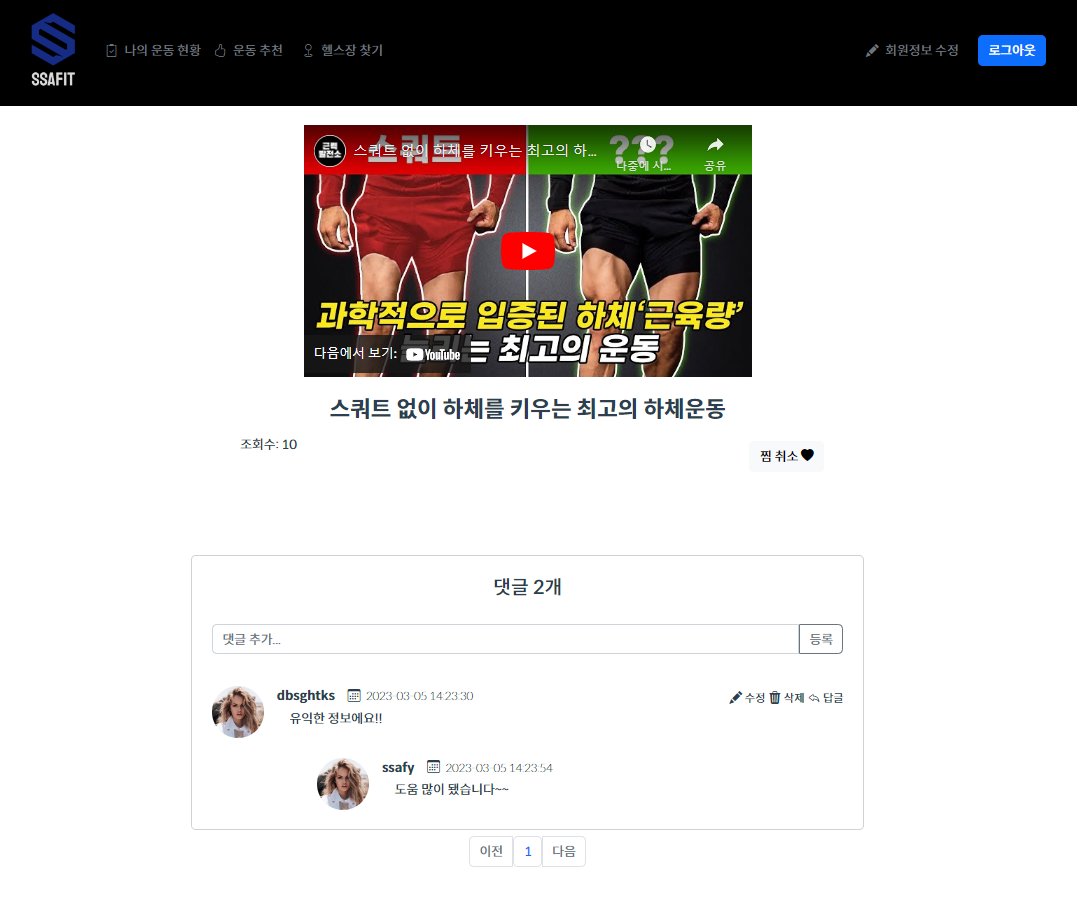 SSAFIT
나의 운동 현황
운동 추천
헬스장 찾기
회원정보 수정
로그아웃
근육
발전소
스쿼트 없이 하체를 키우는 최고의 하...
스쿼트
???
나중에 시...
공유
과학적으로 입증된 하체‘근육량’
는 최고의 운동
다음에서 보기: YouTube
스쿼트 없이 하체를 키우는 최고의 하체운동
조회수: 10
찜 취소
댓글 2개
댓글 추가...
등록
dbsghtks 2023-03-05 14:23:30
수정 삭제 답글
유익한 정보에요!!
ssafy 2023-03-05 14:23:54
도움 많이 됐습니다~~
이전 1 다음